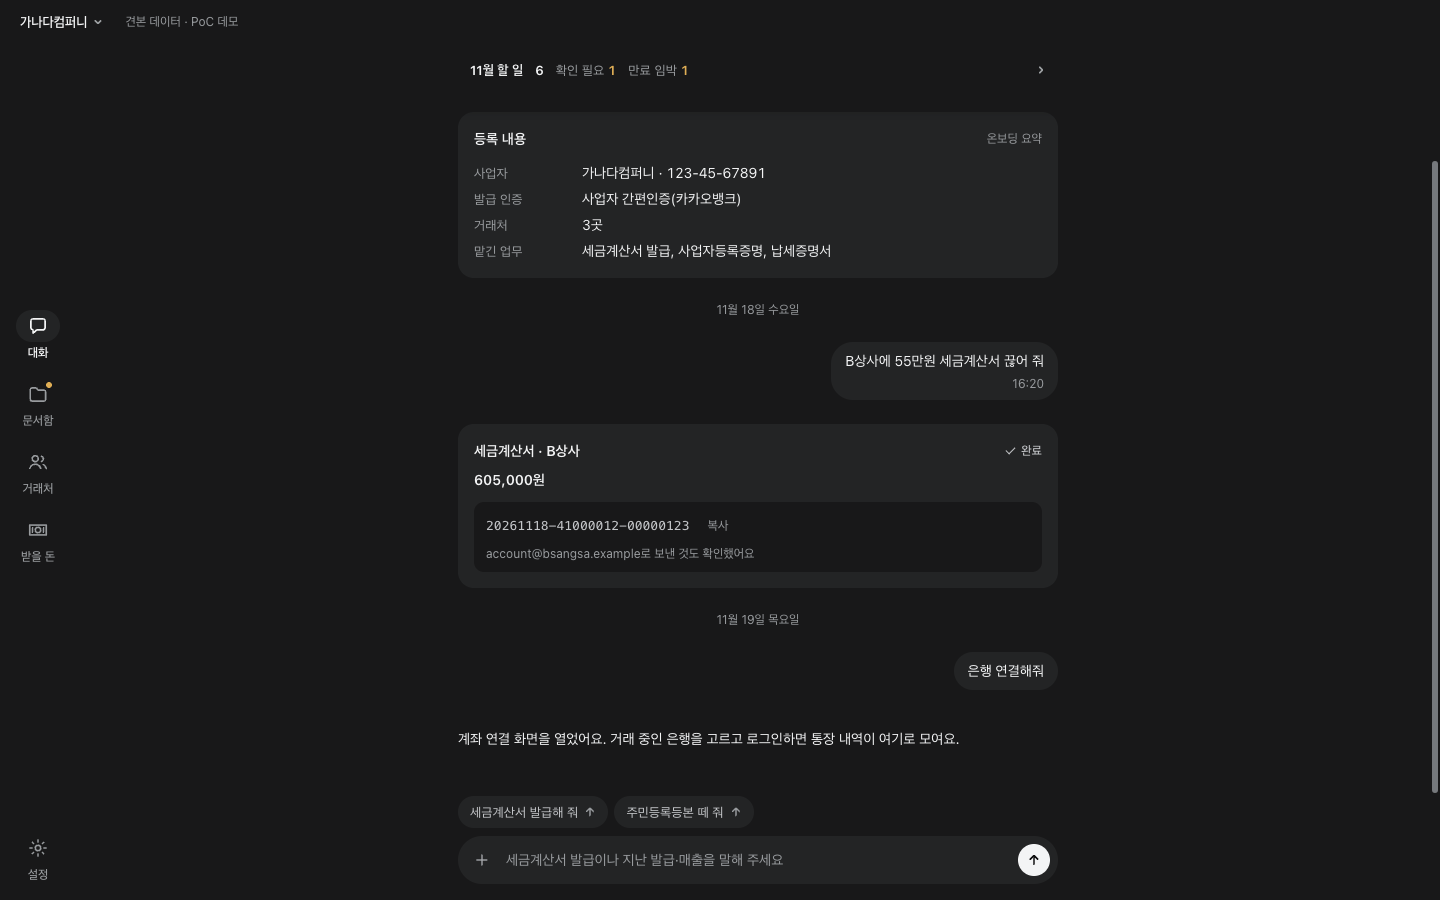 가나다컴퍼니
견본 데이터 · PoC 데모
11월 할 일 6 확인 필요 1 만료 임박 1
등록 내용 온보딩 요약
사업자 가나다컴퍼니 · 123-45-67891
발급 인증 사업자 간편인증(카카오뱅크)
거래처 3곳
맡긴 업무 세금계산서 발급, 사업자등록증명, 납세증명서
11월 18일 수요일
B상사에 55만원 세금계산서 끊어 줘
16:20
세금계산서 · B상사 완료
605,000원
20261118-41000012-00000123 복사
account@bsangsa.example로 보낸 것도 확인했어요
11월 19일 목요일
은행 연결해줘
계좌 연결 화면을 열었어요. 거래 중인 은행을 고르고 로그인하면 통장 내역이 여기로 모여요.
세금계산서 발급해 줘 주민등록등본 떼 줘
세금계산서 발급이나 지난 발급·매출을 말해 주세요
대화
문서함
거래처
받을 돈
설정